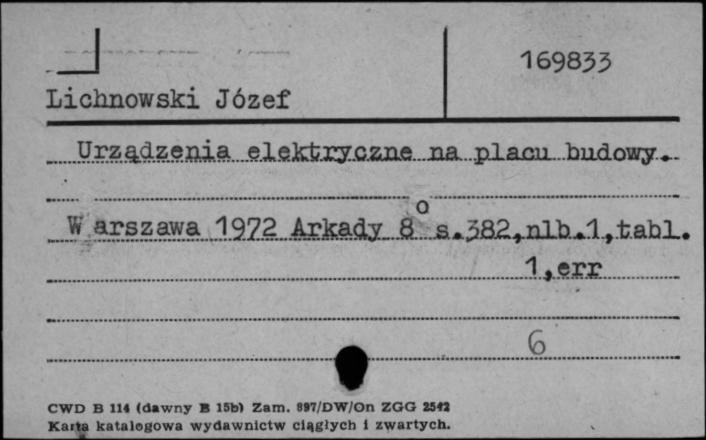 169833
Lichnowski Józef
Urządzenia elektryczne na placu budowy.
Warszawa 1972 Arkady 8° s.382,nlb.1,tabl.
1,err
6
CWD B 114 (dawny B 15b) Zam. 897/DW/On ZGG 2542
Karta katalogowa wydawnictw ciągłych i zwartych.